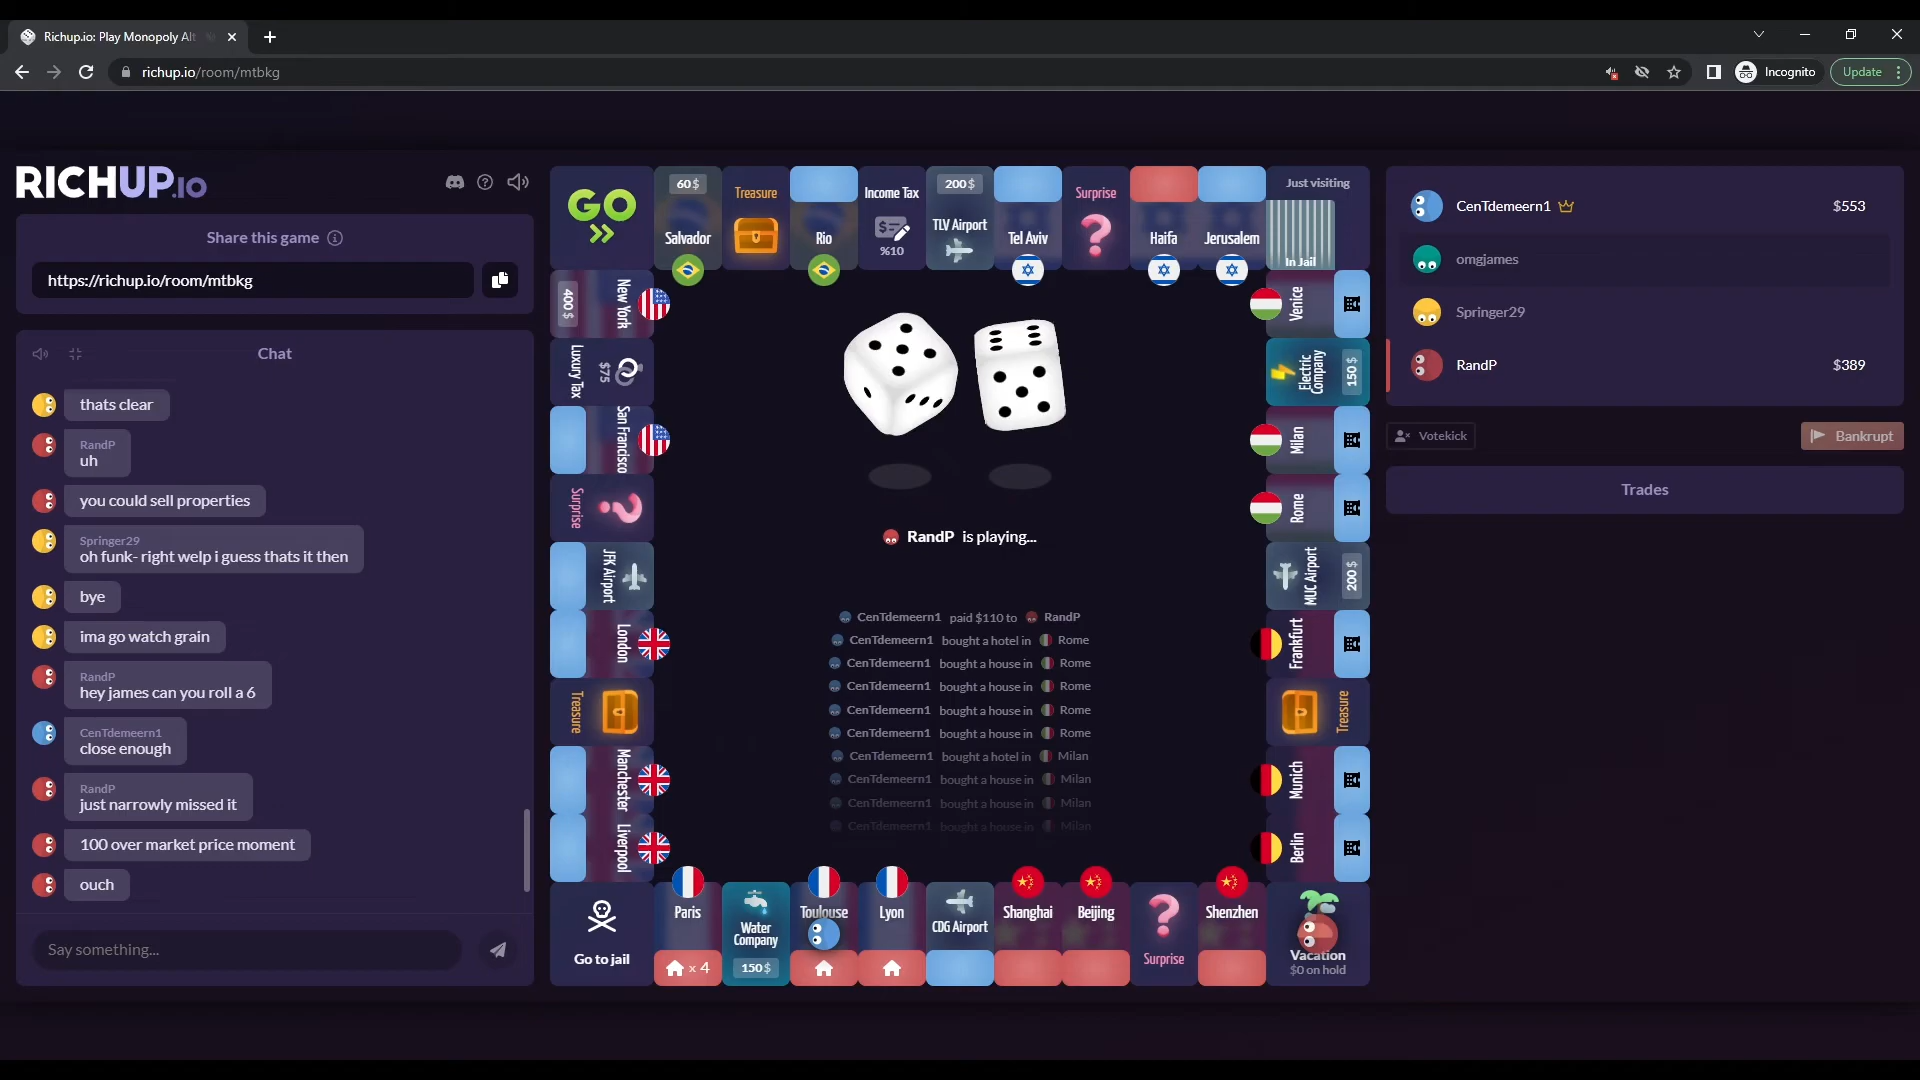 Richup.io: Play Monopoly Alt
richup.io/room/mtbkg
Incognito
Update
RICHUP.IO
Share this game
https://richup.io/room/mtbkg
Chat
thats clear
RandP
uh
you could sell properties
Springer29
oh funk- right welp i guess thats it then
bye
ima go watch grain
RandP
hey james can you roll a 6
CenTdemeern1
close enough
RandP
just narrowly missed it
100 over market price moment
ouch
Say something...
GO
60$
Salvador
Treasure
Rio
Income Tax
%10
200$
TLV Airport
Tel Aviv
Surprise
Haifa
Jerusalem
Just visiting
In Jail
New York
400$
Luxury Tax
$75
San Francisco
Surprise
JFK Airport
London
Treasure
Manchester
Liverpool
Venice
Electric Company
150$
Milan
Rome
MUC Airport
200$
Frankfurt
Treasure
Munich
Berlin
RandP is playing...
CenTdemeern1 paid $110 to RandP
CenTdemeern1 bought a hotel in Rome
CenTdemeern1 bought a house in Rome
CenTdemeern1 bought a house in Rome
CenTdemeern1 bought a house in Rome
CenTdemeern1 bought a house in Rome
CenTdemeern1 bought a hotel in Milan
CenTdemeern1 bought a house in Milan
CenTdemeern1 bought a house in Milan
CenTdemeern1 bought a house in Milan
Go to jail
Paris
x 4
Water Company
150$
Toulouse
Lyon
CDG Airport
Shanghai
Beijing
Surprise
Shenzhen
Vacation
$0 on hold
CenTdemeern1
$553
omgjames
Springer29
RandP
$389
Votekick
Bankrupt
Trades